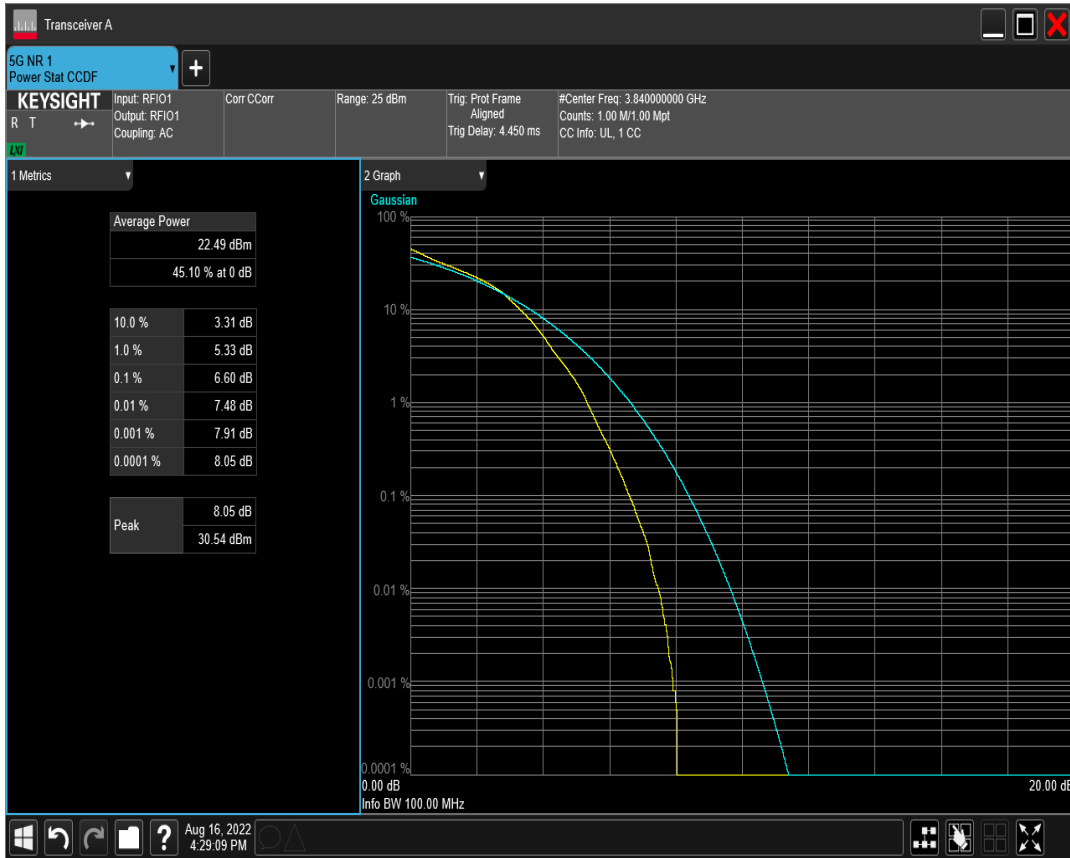 Transceiver A
5G NR 1
Power Stat CCDF
+
KEYSIGHT
R T
LXI
Input: RFIO1
Output: RFIO1
Coupling: AC
Corr CCorr
Range: 25 dBm
Trig: Prot Frame
Aligned
Trig Delay: 4.450 ms
#Center Freq: 3.840000000 GHz
Counts: 1.00 M/1.00 Mpt
CC Info: UL, 1 CC
1 Metrics
Average Power
22.49 dBm
45.10 % at 0 dB
10.0 % 3.31 dB
1.0 % 5.33 dB
0.1 % 6.60 dB
0.01 % 7.48 dB
0.001 % 7.91 dB
0.0001 % 8.05 dB
Peak
8.05 dB
30.54 dBm
2 Graph
Gaussian
100 %
10 %
1 %
0.1 %
0.01 %
0.001 %
0.0001 %
0.00 dB 20.00 dB
Info BW 100.00 MHz
?
Aug 16, 2022
4:29:09 PM